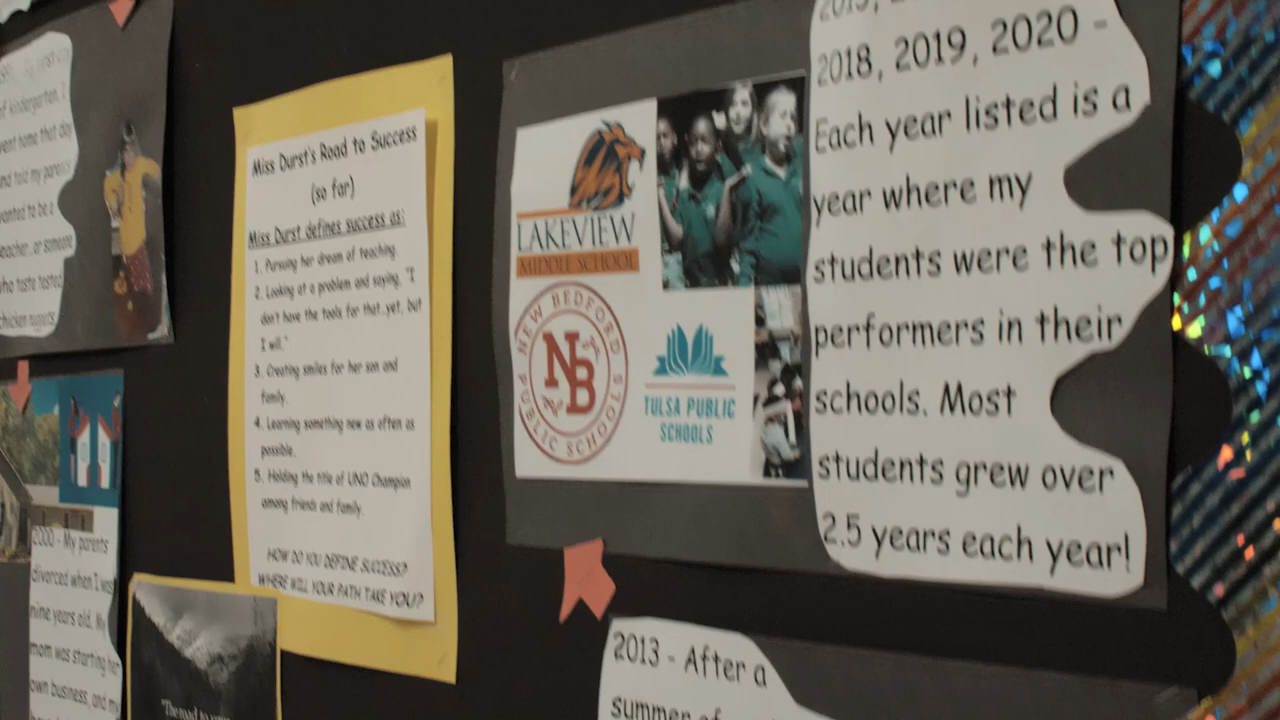 of kindergarten, I
went home that day
and told my parents
wanted to be a
teacher..or someone
who taste tested
chicken nuggets.
2000 - My parents
divorced when I was
nine years old. My
mom was starting her
own business, and my
Miss Durst's Road to Success
(so far)
Miss Durst defines success as:
1. Pursuing her dream of teaching.
2. Looking at a problem and saying, "I
don't have the tools for that...yet, but
I will."
3. Creating smiles for her son and
family.
4. Learning something new as often as
possible.
5. Holding the title of UNO Champion
among friends and family.
HOW DO YOU DEFINE SUCCESS?
WHERE WILL YOUR PATH TAKE YOU?
"The road to
LAKEVIEW
MIDDLE SCHOOL
NEW BEDFORD
NB
PUBLIC SCHOOLS
TULSA PUBLIC
SCHOOLS
2018, 2019, 2020 -
Each year listed is a
year where my
students were the top
performers in their
schools. Most
students grew over
2.5 years each year!
2013 - After a
summer of